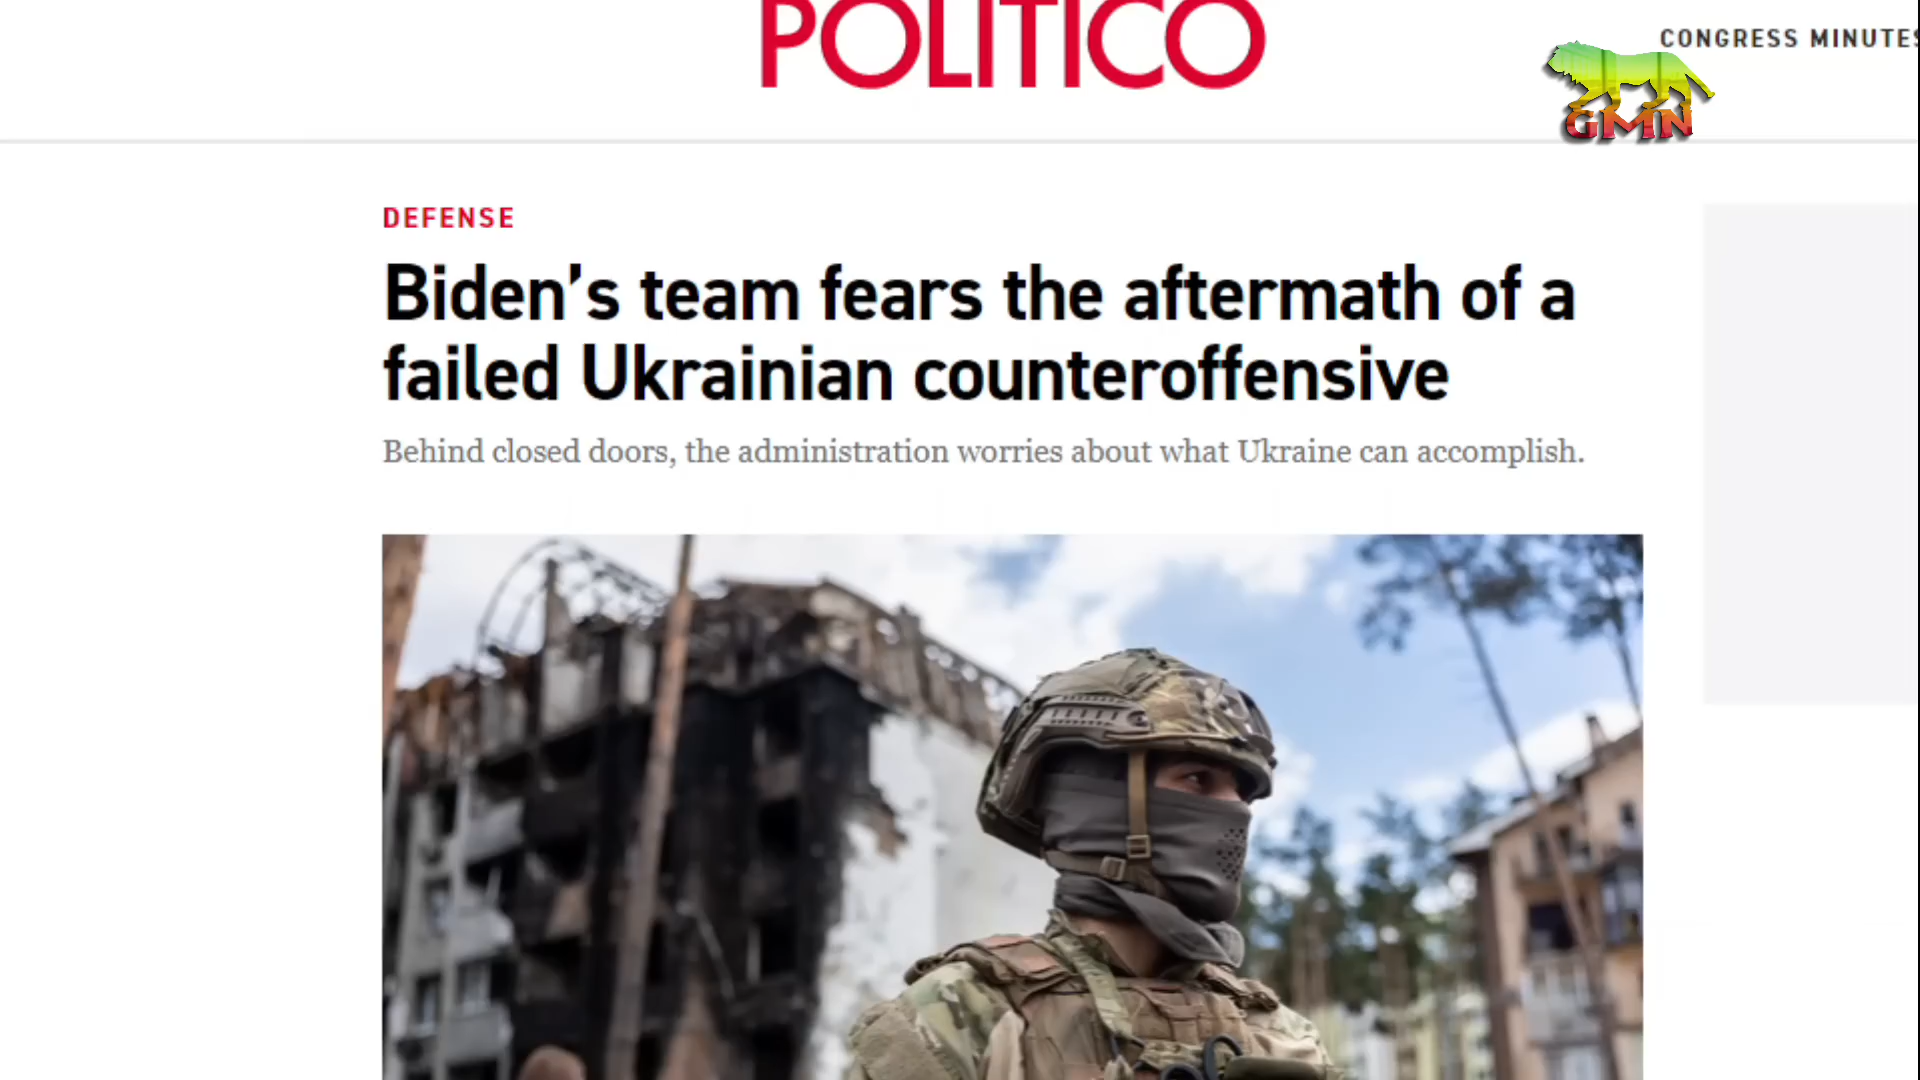 POLITICO
CONGRESS MINUTES
GMN
DEFENSE
Biden’s team fears the aftermath of a
failed Ukrainian counteroffensive
Behind closed doors, the administration worries about what Ukraine can accomplish.